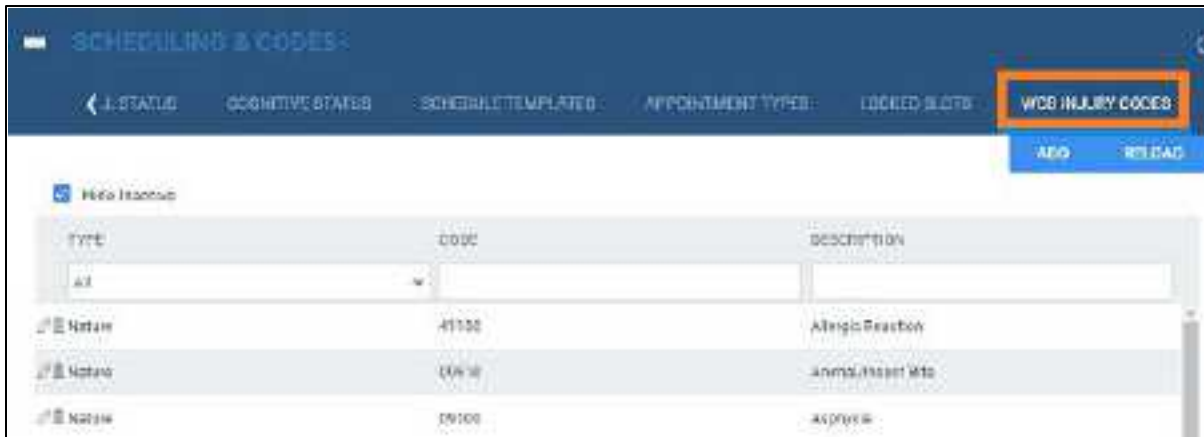 SCHEDULING & CODES
STATUS COGNITIVE STATUS SCHEDULE TEMPLATES APPOINTMENT TYPES LOCKED SLOTS WCB INJURY CODES
ADD RELOAD
Hide Inactive
TYPE CODE DESCRIPTION
All
Nature Allergic Reaction
Nature Animal/Insect Bite
Nature Asphyxia